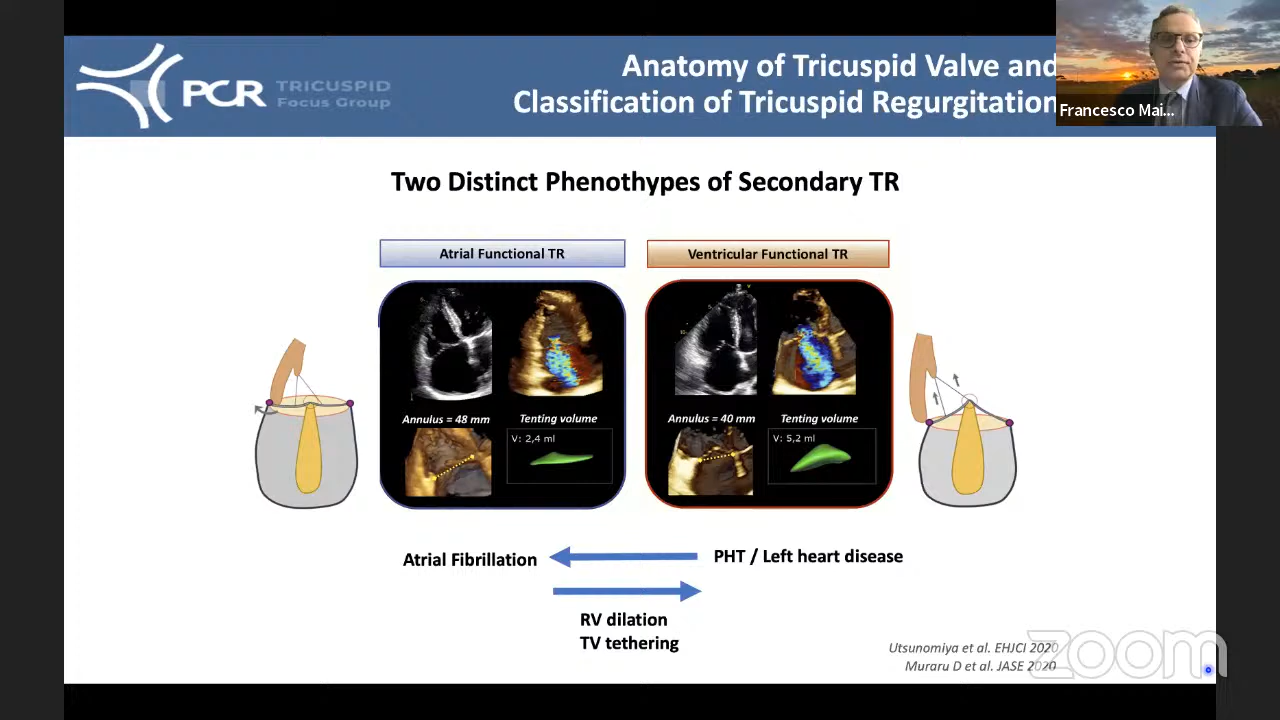 PCR TRICUSPID
Focus Group
Anatomy of Tricuspid Valve and
Classification of Tricuspid Regurgitation
Francesco Mai...
Two Distinct Phenothypes of Secondary TR
Atrial Functional TR
Ventricular Functional TR
Annulus = 48 mm
Tenting volume
V: 2,4 ml
Annulus = 40 mm
Tenting volume
V: 5,2 ml
Atrial Fibrillation
PHT / Left heart disease
RV dilation
TV tethering
Utsunomiya et al. EHJCI 2020
Muraru D et al. JASE 2020
zoom